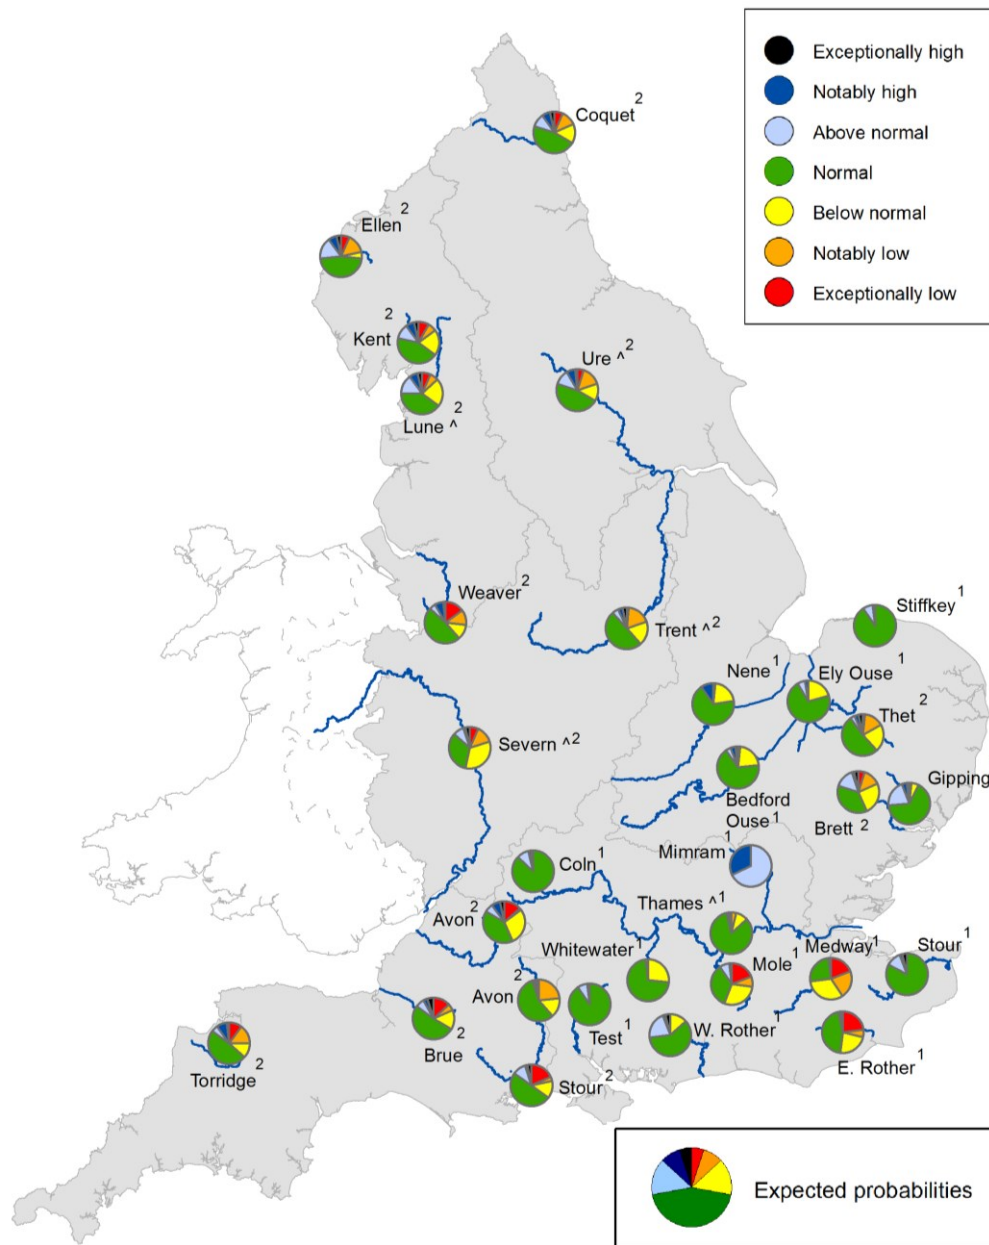 Exceptionally high
Notably high
Above normal
Normal
Below normal
Notably low
Exceptionally low
Coquet 2
Ellen 2
Kent 2
Lune ^ 2
Ure ^ 2
Weaver 2
Trent ^ 2
Stiffkey 1
Nene 1
Ely Ouse 1
Thet 2
Severn ^ 2
Bedford
Ouse 1
Brett 2
Gipping
Mimram 1
Coln 1
Thames ^ 1
Avon 2
Whitewater 1
Mole 1
Medway 1
Stour 1
Avon 2
Test 1
W. Rother 1
E. Rother 1
Brue 2
Torridge 2
Stour 2
Expected probabilities